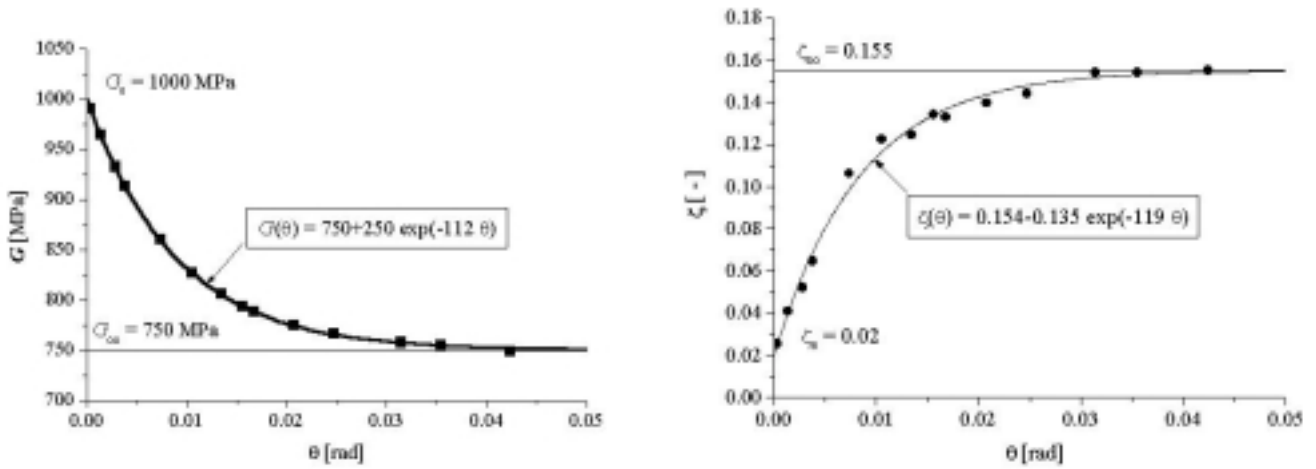 1050
1000
950
900
850
800
750
700
G [MPa]
G₀ = 1000 MPa
G(θ) = 750+250 exp(-112 θ)
G∞ = 750 MPa
0.00 0.01 0.02 0.03 0.04 0.05
θ [rad]
0.18
0.16
0.14
0.12
0.10
0.08
0.06
0.04
0.02
0.00
ζ [ - ]
ζ∞ = 0.155
ζ(θ) = 0.154-0.135 exp(-119 θ)
ζ₀ = 0.02
0.00 0.01 0.02 0.03 0.04 0.05
θ [rad]